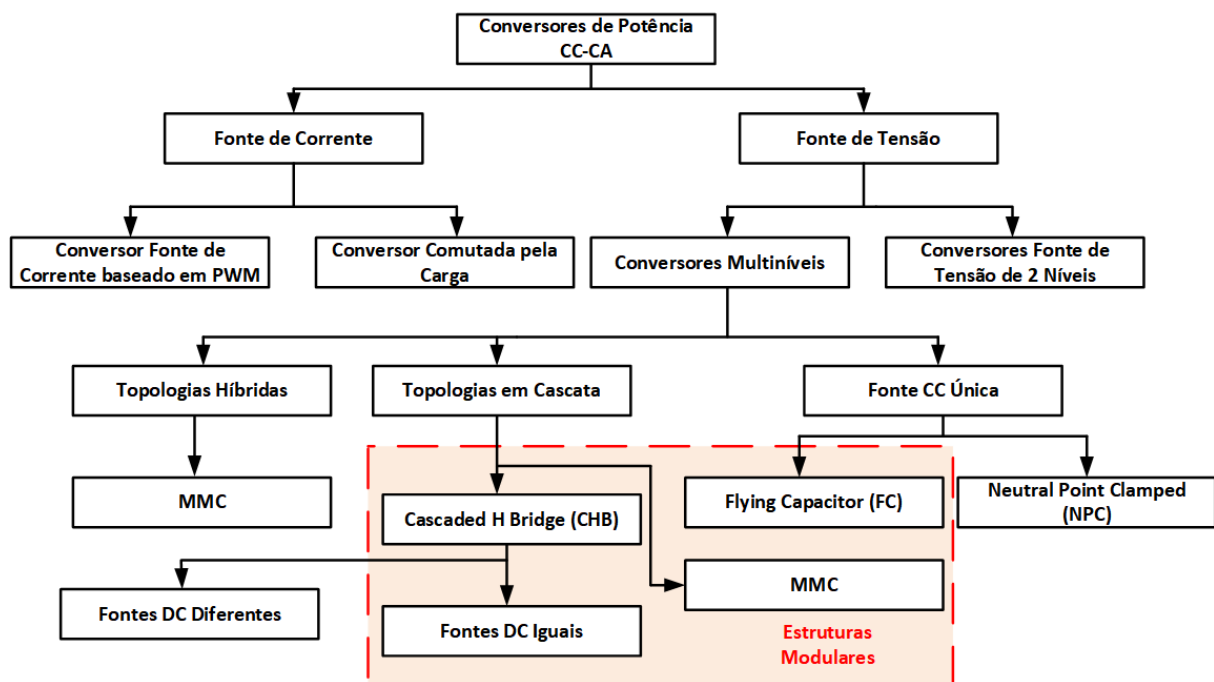 Conversores de Potência
CC-CA
Fonte de Corrente
Fonte de Tensão
Conversor Fonte de
Corrente baseado em PWM
Conversor Comutada pela
Carga
Conversores Multiníveis
Conversores Fonte de
Tensão de 2 Níveis
Topologias Híbridas
Topologias em Cascata
Fonte CC Única
MMC
Cascaded H Bridge (CHB)
Flying Capacitor (FC)
Neutral Point Clamped
(NPC)
Fontes DC Diferentes
Fontes DC Iguais
MMC
Estruturas
Modulares